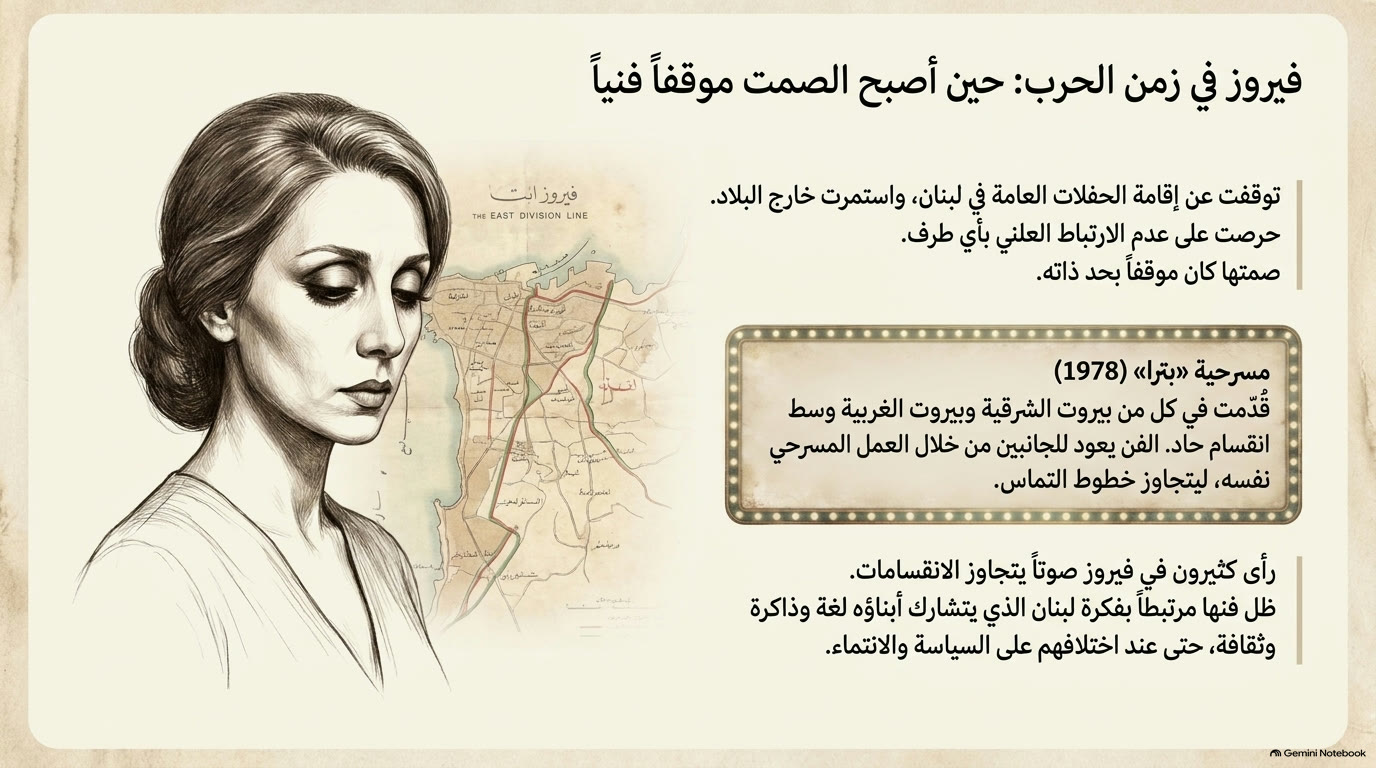 فيروز في زمن الحرب: حين أصبح الصمت موقفاً فنياً
توقفت عن إقامة الحفلات العامة في لبنان، واستمرت خارج البلاد.
حرصت على عدم الارتباط العلني بأي طرف.
صمتها كان موقفاً بحد ذاته.
مسرحية «بترا» (1978)
قُدّمت في كل من بيروت الشرقية وبيروت الغربية وسط
انقسام حاد. الفن يعود للجانبين من خلال العمل المسرحي
نفسه، ليتجاوز خطوط التماس.
رأى كثيرون في فيروز صوتاً يتجاوز الانقسامات.
ظل فنها مرتبطاً بفكرة لبنان الذي يتشارك أبناؤه لغة وذاكرة
وثقافة، حتى عند اختلافهم على السياسة والانتماء.
فيروز انت
THE EAST DIVISION LINE
Gemini Notebook